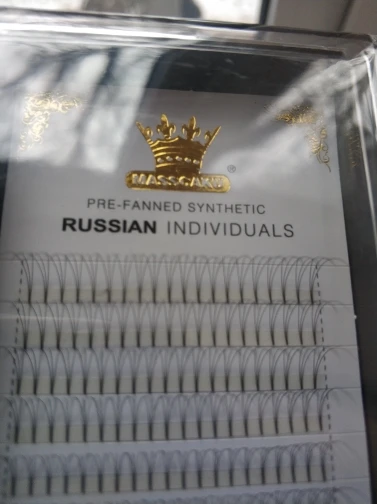 MASSCAKU
®
PRE-FANNED SYNTHETIC
RUSSIAN INDIVIDUALS